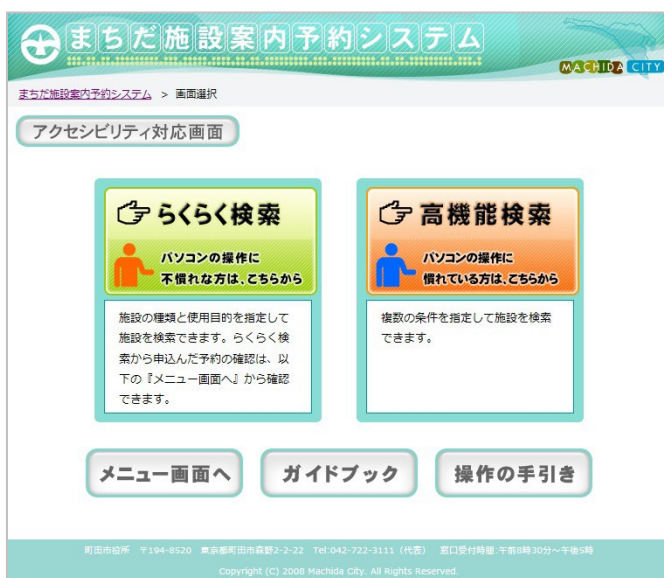 まちだ施設案内予約システム
MACHIDA CITY
まちだ施設案内予約システム > 画面選択
アクセシビリティ対応画面
らくらく検索
パソコンの操作に
不慣れな方は、こちらから
施設の種類と使用目的を指定して
施設を検索できます。らくらく検
索から申込んだ予約の確認は、以
下の『メニュー画面へ』から確認
できます。
高機能検索
パソコンの操作に
慣れている方は、こちらから
複数の条件を指定して施設を検索
できます。
メニュー画面へ
ガイドブック
操作の手引き
町田市役所 〒194-8520 東京都町田市森野2-2-22 Tel:042-722-3111（代表） 窓口受付時間:午前8時30分～午後5時
Copyright (C) 2008 Machida City. All Rights Reserved.